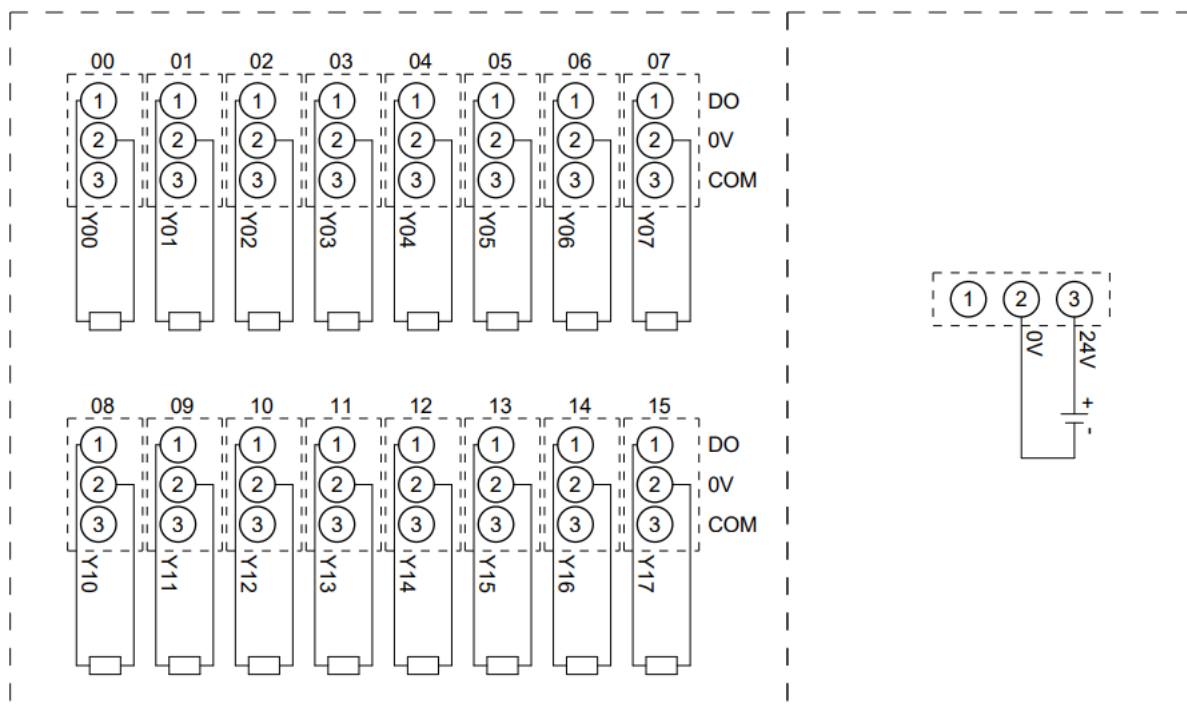 00 01 02 03 04 05 06 07
1 1 1 1 1 1 1 1 DO
2 2 2 2 2 2 2 2 0V
3 3 3 3 3 3 3 3 COM
Y00 Y01 Y02 Y03 Y04 Y05 Y06 Y07
08 09 10 11 12 13 14 15
1 1 1 1 1 1 1 1 DO
2 2 2 2 2 2 2 2 0V
3 3 3 3 3 3 3 3 COM
Y10 Y11 Y12 Y13 Y14 Y15 Y16 Y17
1 2 3
0V 24V
+
-